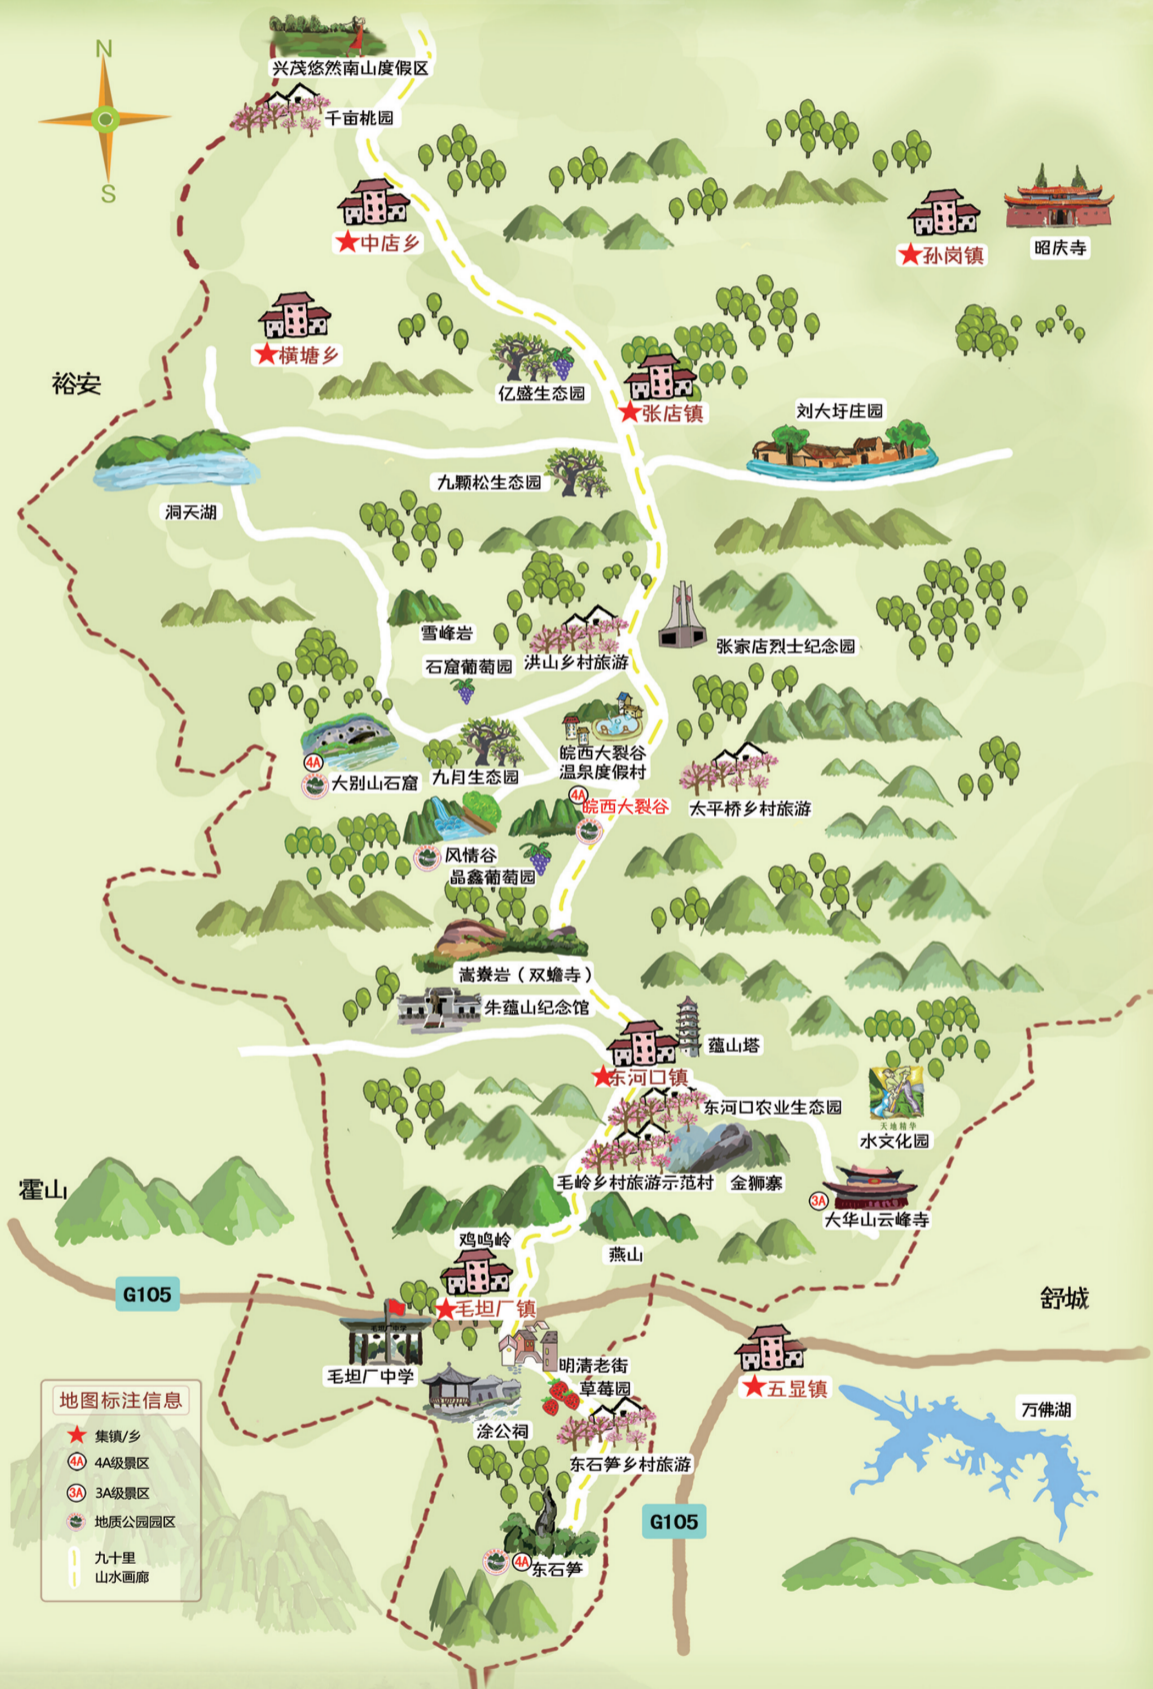 N
S
兴茂悠然南山度假区
千亩桃园
中店乡
孙岗镇
昭庆寺
横塘乡
裕安
亿盛生态园
张店镇
刘大圩庄园
九颗松生态园
洞天湖
雪峰岩
张家店烈士纪念园
石窟葡萄园
洪山乡村旅游
皖西大裂谷
温泉度假村
4A
大别山石窟
九月生态园
太平桥乡村旅游
4A
皖西大裂谷
风情谷
晶鑫葡萄园
嵩寮岩（双蟾寺）
朱蕴山纪念馆
蕴山塔
东河口镇
东河口农业生态园
天地精华
水文化园
毛岭乡村旅游示范村
金狮寨
霍山
3A
大华山云峰寺
鸡鸣岭
燕山
G105
毛坦厂镇
舒城
毛坦厂中学
明清老街
草莓园
五显镇
万佛湖
涂公祠
东石笋乡村旅游
G105
4A
东石笋
地图标注信息
集镇/乡
4A
4A级景区
3A
3A级景区
地质公园园区
九十里
山水画廊